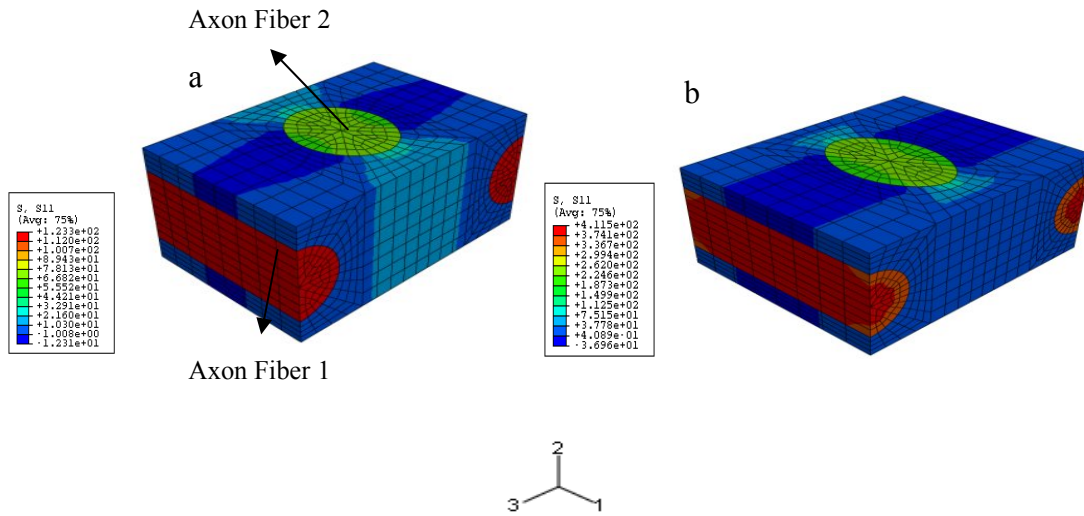 Axon Fiber 2
a
b
S, S11
(Avg: 75%)
+1.233e+02
+1.120e+02
+1.007e+02
+8.943e+01
+7.813e+01
+6.682e+01
+5.552e+01
+4.421e+01
+3.291e+01
+2.160e+01
+1.030e+01
-1.008e+00
-1.231e+01
S, S11
(Avg: 75%)
+4.115e+02
+3.741e+02
+3.367e+02
+2.994e+02
+2.620e+02
+2.246e+02
+1.873e+02
+1.499e+02
+1.125e+02
+7.515e+01
+3.778e+01
+4.089e-01
-3.696e+01
Axon Fiber 1
2
3
1